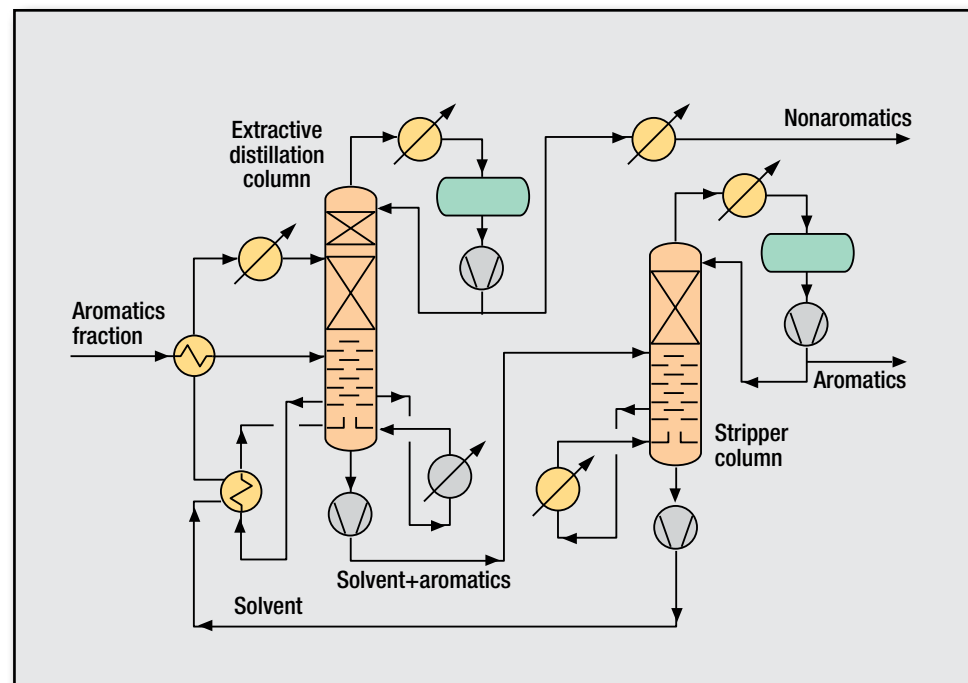 Nonaromatics
Extractive
distillation
column
Aromatics
fraction
Aromatics
Stripper
column
Solvent+aromatics
Solvent